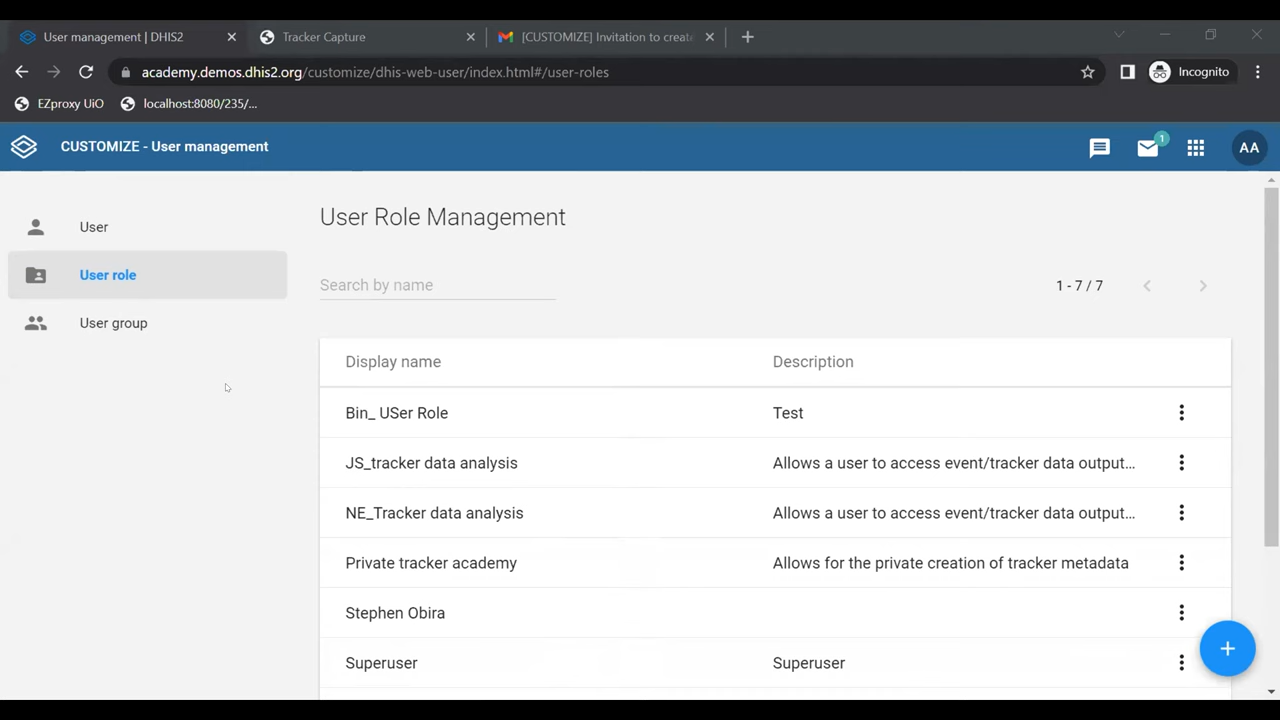 User management | DHIS2
Tracker Capture
[CUSTOMIZE] Invitation to create
academy.demos.dhis2.org/customize/dhis-web-user/index.html#/user-roles
Incognito
EZproxy UiO
localhost:8080/235/...
CUSTOMIZE - User management
1
AA
User
User role
User group
User Role Management
Search by name
1 - 7 / 7
Display name
Description
Bin_ USer Role
Test
JS_tracker data analysis
Allows a user to access event/tracker data output...
NE_Tracker data analysis
Allows a user to access event/tracker data output...
Private tracker academy
Allows for the private creation of tracker metadata
Stephen Obira
Superuser
Superuser